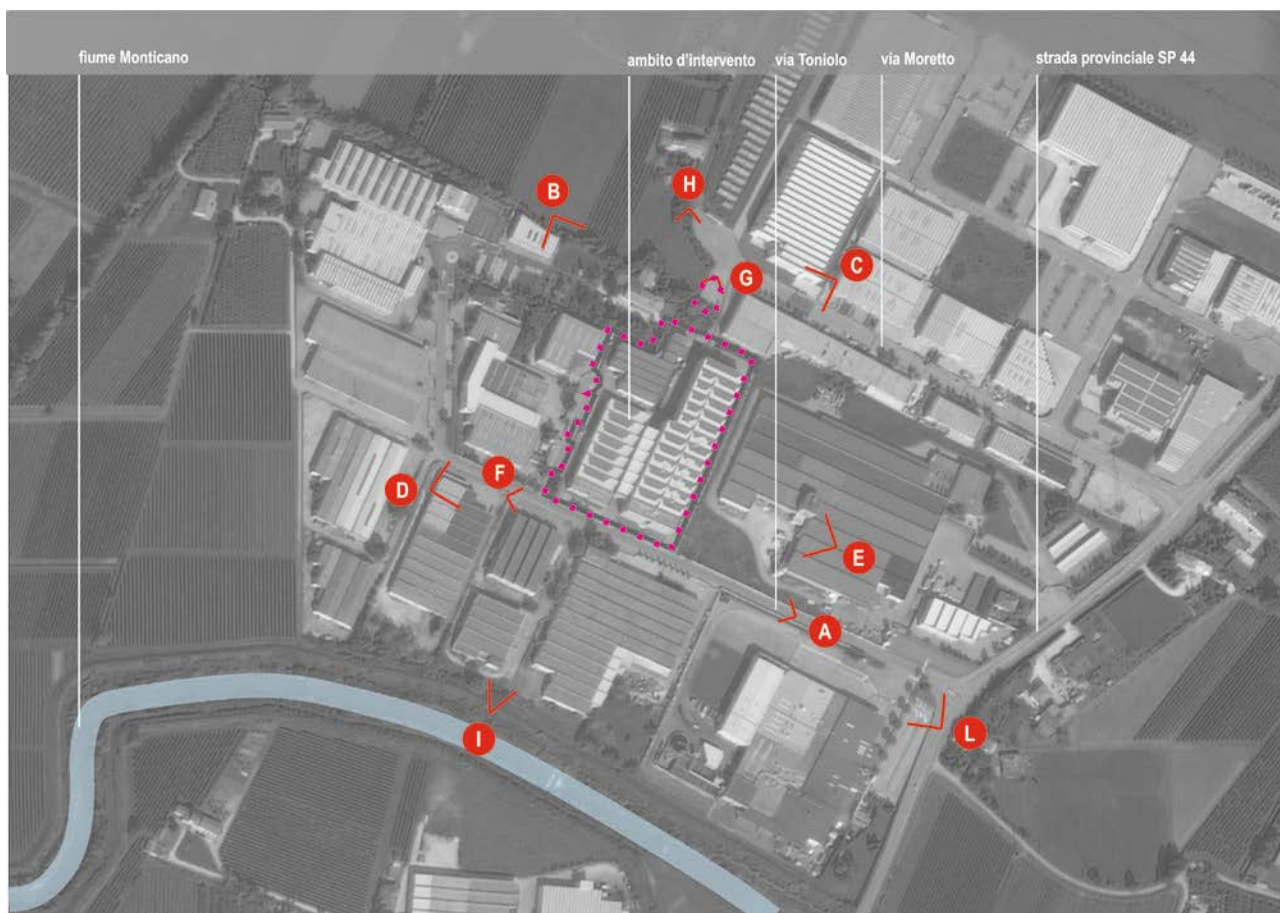 fiume Monticano
ambito d'intervento
via Toniolo
via Moretto
strada provinciale SP 44
B
H
G
C
D
F
E
A
I
L